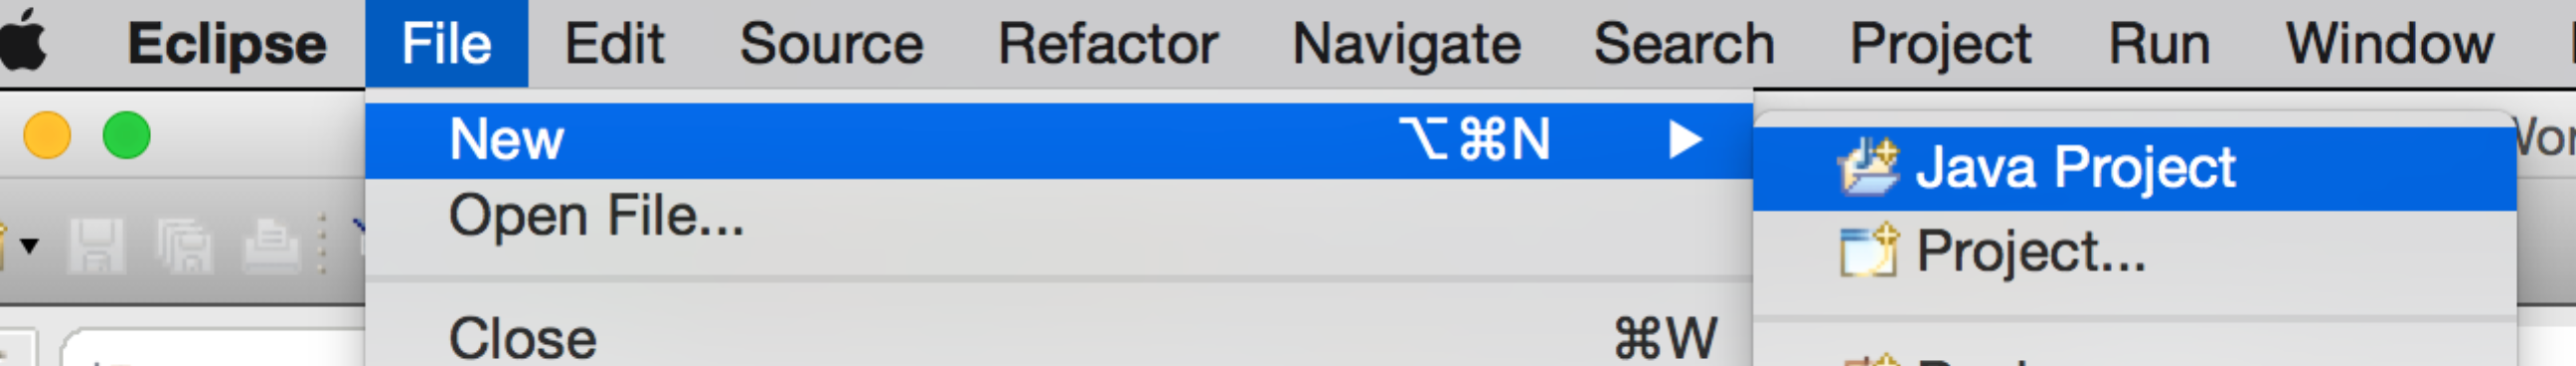 Eclipse File Edit Source Refactor Navigate Search Project Run Window
New ⌥⌘N ▶
Java Project
Open File...
Project...
Close ⌘W